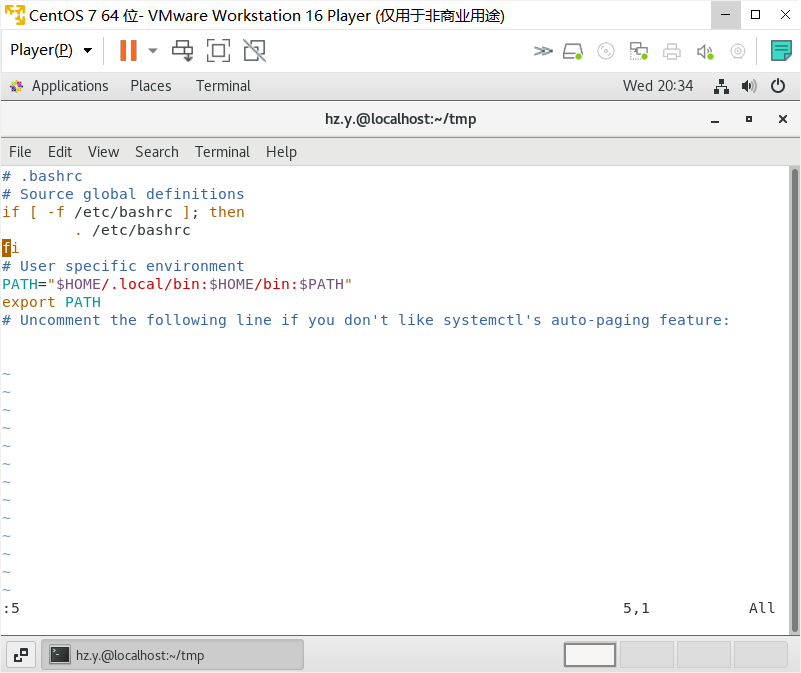 CentOS 7 64 位- VMware Workstation 16 Player (仅用于非商业用途)
Player(P)
Applications Places Terminal Wed 20:34
hz.y.@localhost:~/tmp
File Edit View Search Terminal Help
# .bashrc
# Source global definitions
if [ -f /etc/bashrc ]; then
        . /etc/bashrc
fi
# User specific environment
PATH="$HOME/.local/bin:$HOME/bin:$PATH"
export PATH
# Uncomment the following line if you don't like systemctl's auto-paging feature:
~
~
~
~
~
~
~
~
~
~
~
~
~
:5 5,1 All
hz.y.@localhost:~/tmp